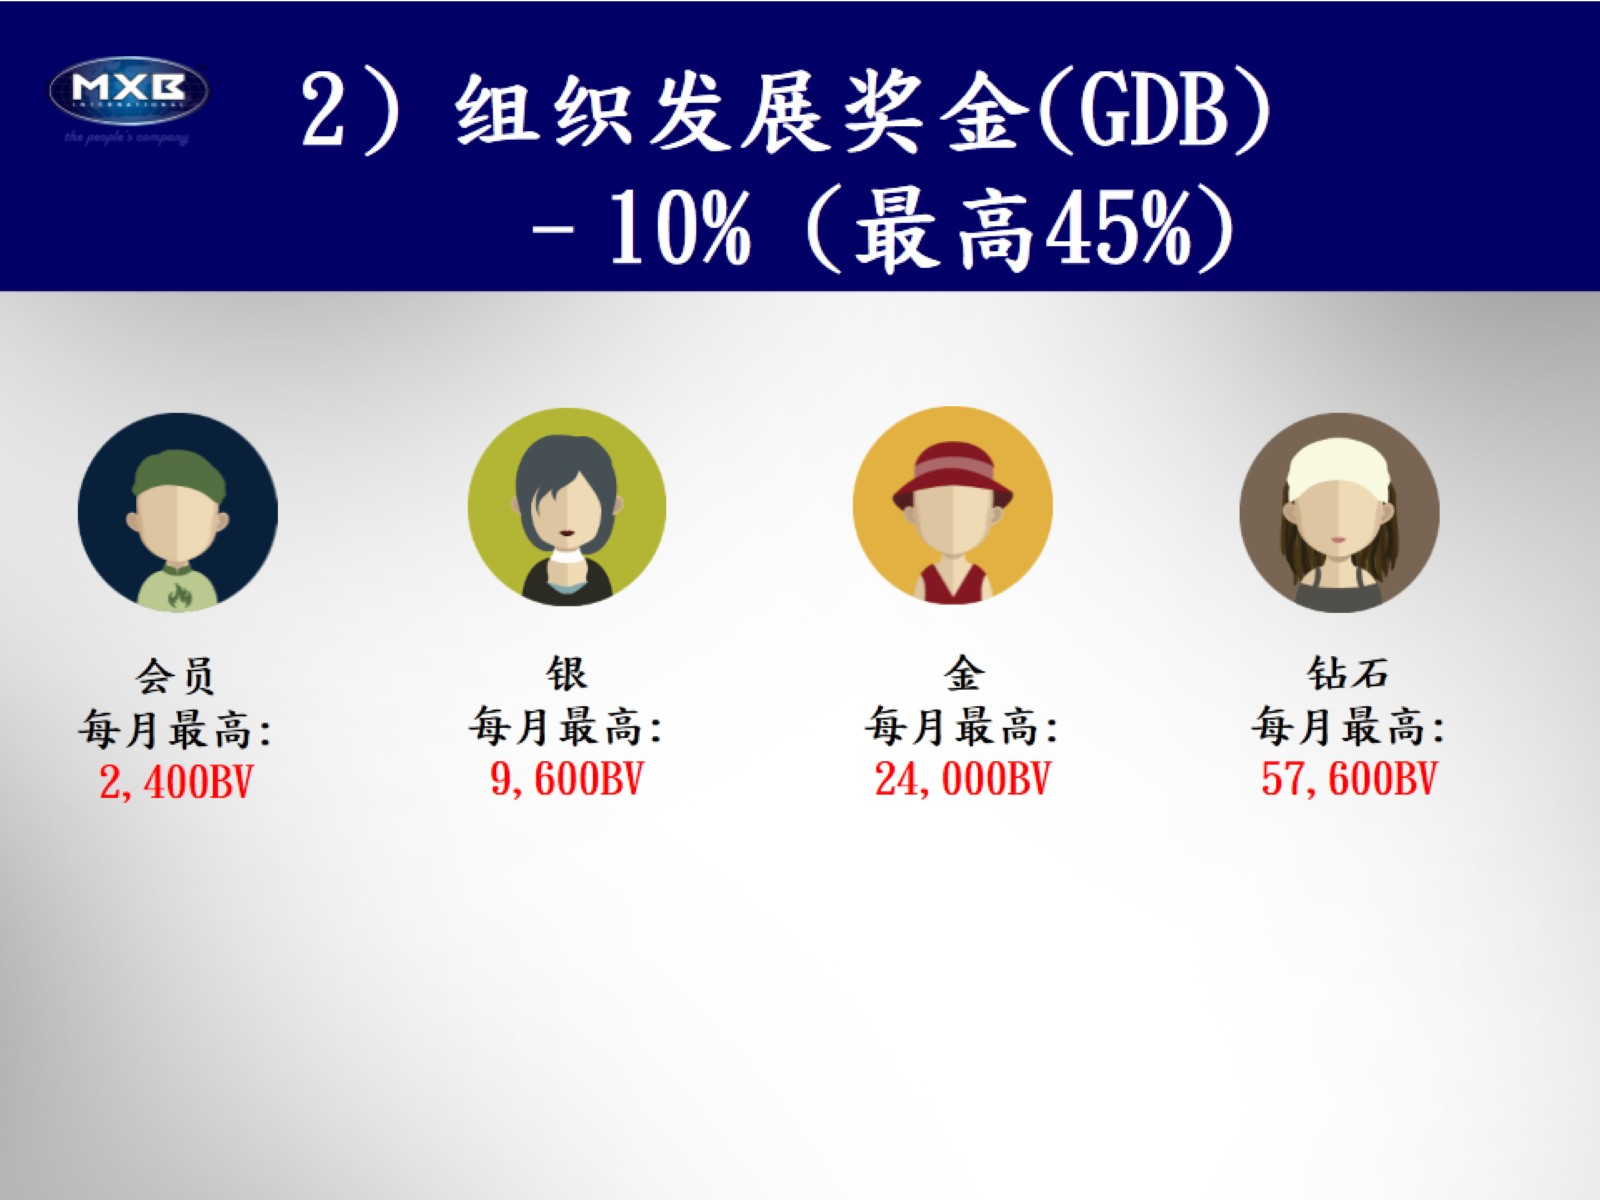 MXB
INTERNATIONAL
the people's company
2）组织发展奖金(GDB)
- 10%（最高45%）
会员
每月最高:
2,400BV
银
每月最高:
9,600BV
金
每月最高:
24,000BV
钻石
每月最高:
57,600BV